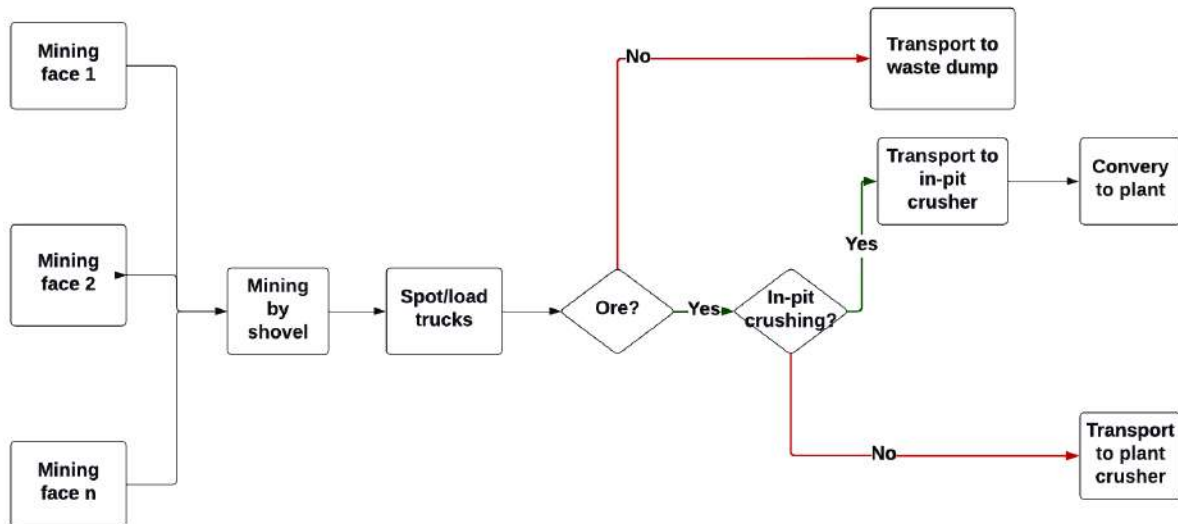 Mining
face 1
Mining
face 2
Mining
face n
Mining
by
shovel
Spot/load
trucks
Ore?
No
Transport to
waste dump
Yes
In-pit
crushing?
Yes
Transport to
in-pit
crusher
Convery
to plant
No
Transport
to plant
crusher